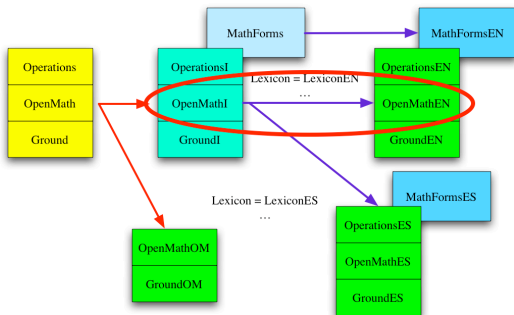 MathForms
MathFormsEN
Operations
OperationsI
Lexicon = LexiconEN
OperationsEN
...
OpenMath
OpenMathI
OpenMathEN
Ground
GroundI
GroundEN
MathFormsES
Lexicon = LexiconES
...
OperationsES
OpenMathOM
OpenMathES
GroundOM
GroundES